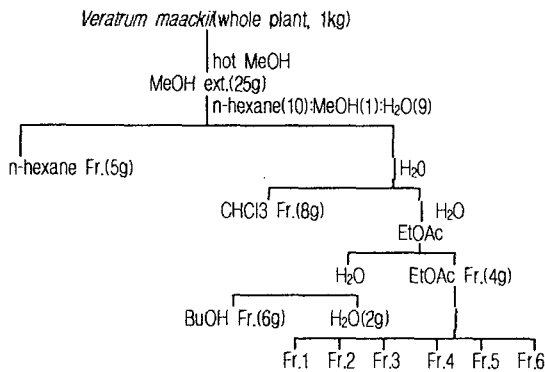 Veratrum maackii(whole plant, 1kg)
hot MeOH
MeOH ext.(25g)
n-hexane(10):MeOH(1):H₂O(9)
n-hexane Fr.(5g)
H₂0
CHCl3 Fr.(8g)
H₂O
EtOAc
H₂O
EtOAC Fr.(4g)
BuOH Fr.(6g)
H₂O(2g)
Fr.1 Fr.2 Fr.3 Fr.4 Fr.5 Fr.6